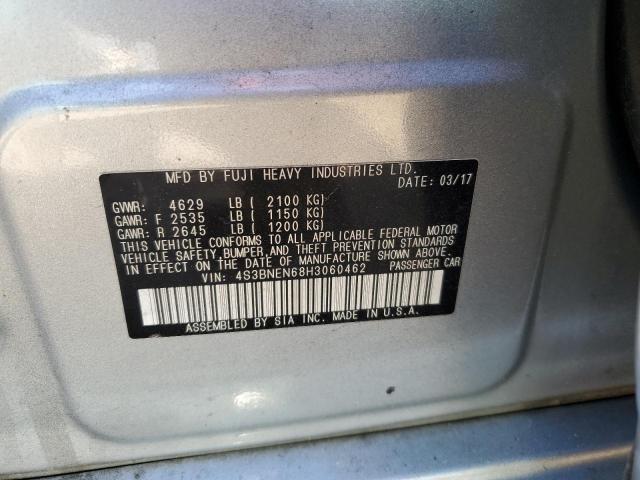 MFD BY FUJI HEAVY INDUSTRIES LTD.
DATE: 03/17
GVWR: 4629 LB ( 2100 KG)
GAWR: F 2535 LB ( 1150 KG)
GAWR: R 2645 LB ( 1200 KG)
THIS VEHICLE CONFORMS TO ALL APPLICABLE FEDERAL MOTOR
VEHICLE SAFETY, BUMPER, AND THEFT PREVENTION STANDARDS
IN EFFECT ON THE DATE OF MANUFACTURE SHOWN ABOVE.
VIN: 4S3BNEN68H3060462 PASSENGER CAR
ASSEMBLED BY SIA INC. MADE IN U.S.A.